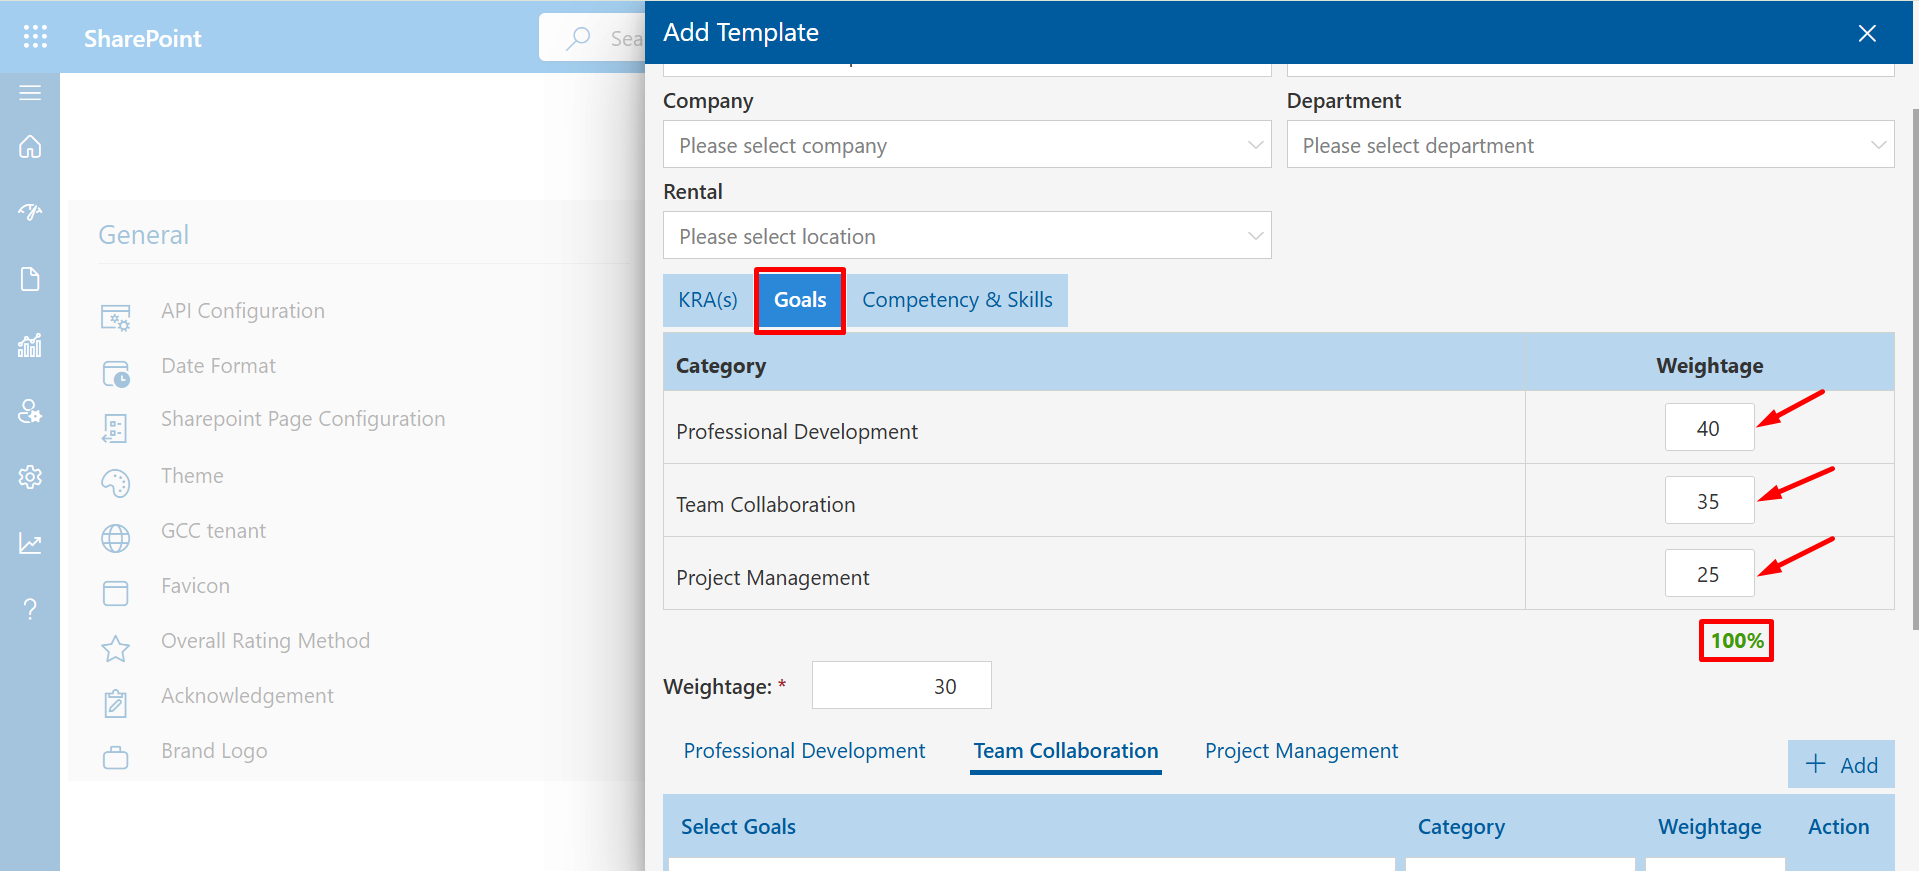 SharePoint
Sea
General
API Configuration
Date Format
Sharepoint Page Configuration
Theme
GCC tenant
Favicon
Overall Rating Method
Acknowledgement
Brand Logo
Add Template
Company
Department
Please select company
Please select department
Rental
Please select location
KRA(s) Goals Competency & Skills
Category Weightage
Professional Development 40
Team Collaboration 35
Project Management 25
100%
Weightage: * 30
Professional Development Team Collaboration Project Management
+ Add
Select Goals Category Weightage Action